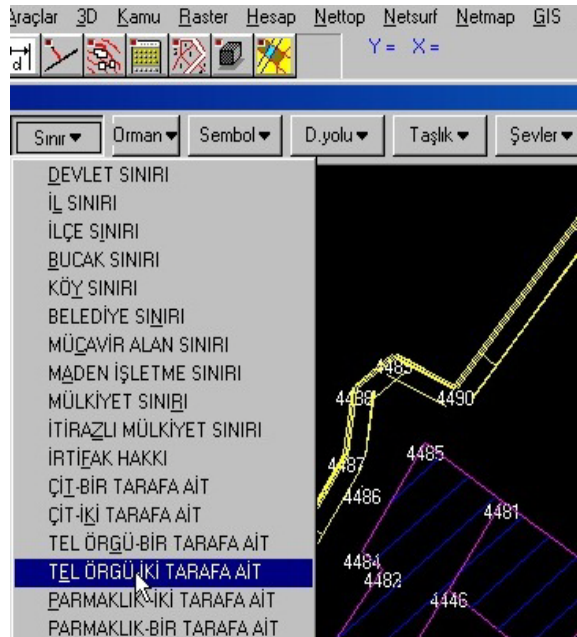 Araçlar 3D Kamu Raster Hesap Nettop Netsurf Netmap GIS
d Y= X=
Sınır Orman Sembol D.yolu Taşlık Şevler
DEVLET SINIRI
İL SINIRI
İLÇE SINIRI
BUCAK SINIRI
KÖY SINIRI
BELEDİYE SINIRI
MÜCAVİR ALAN SINIRI
MADEN İŞLETME SINIRI
MÜLKİYET SINIRI
İTİRAZLI MÜLKİYET SINIRI
İRTİFAK HAKKI
ÇİT-BİR TARAFA AİT
ÇİT-İKİ TARAFA AİT
TEL ÖRGÜ-BİR TARAFA AİT
TEL ÖRGÜ-İKİ TARAFA AİT
PARMAKLIK-İKİ TARAFA AİT
PARMAKLIK-BİR TARAFA AİT
4489
4488 4490
4487 4485
4486 4481
4484
4482
4446